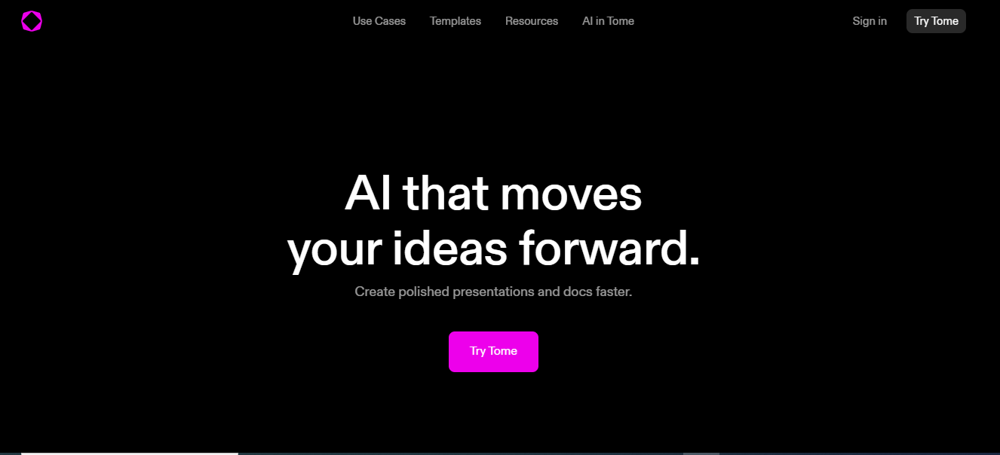 Use Cases
Templates
Resources
AI in Tome
Sign in
Try Tome
AI that moves
your ideas forward.
Create polished presentations and docs faster.
Try Tome